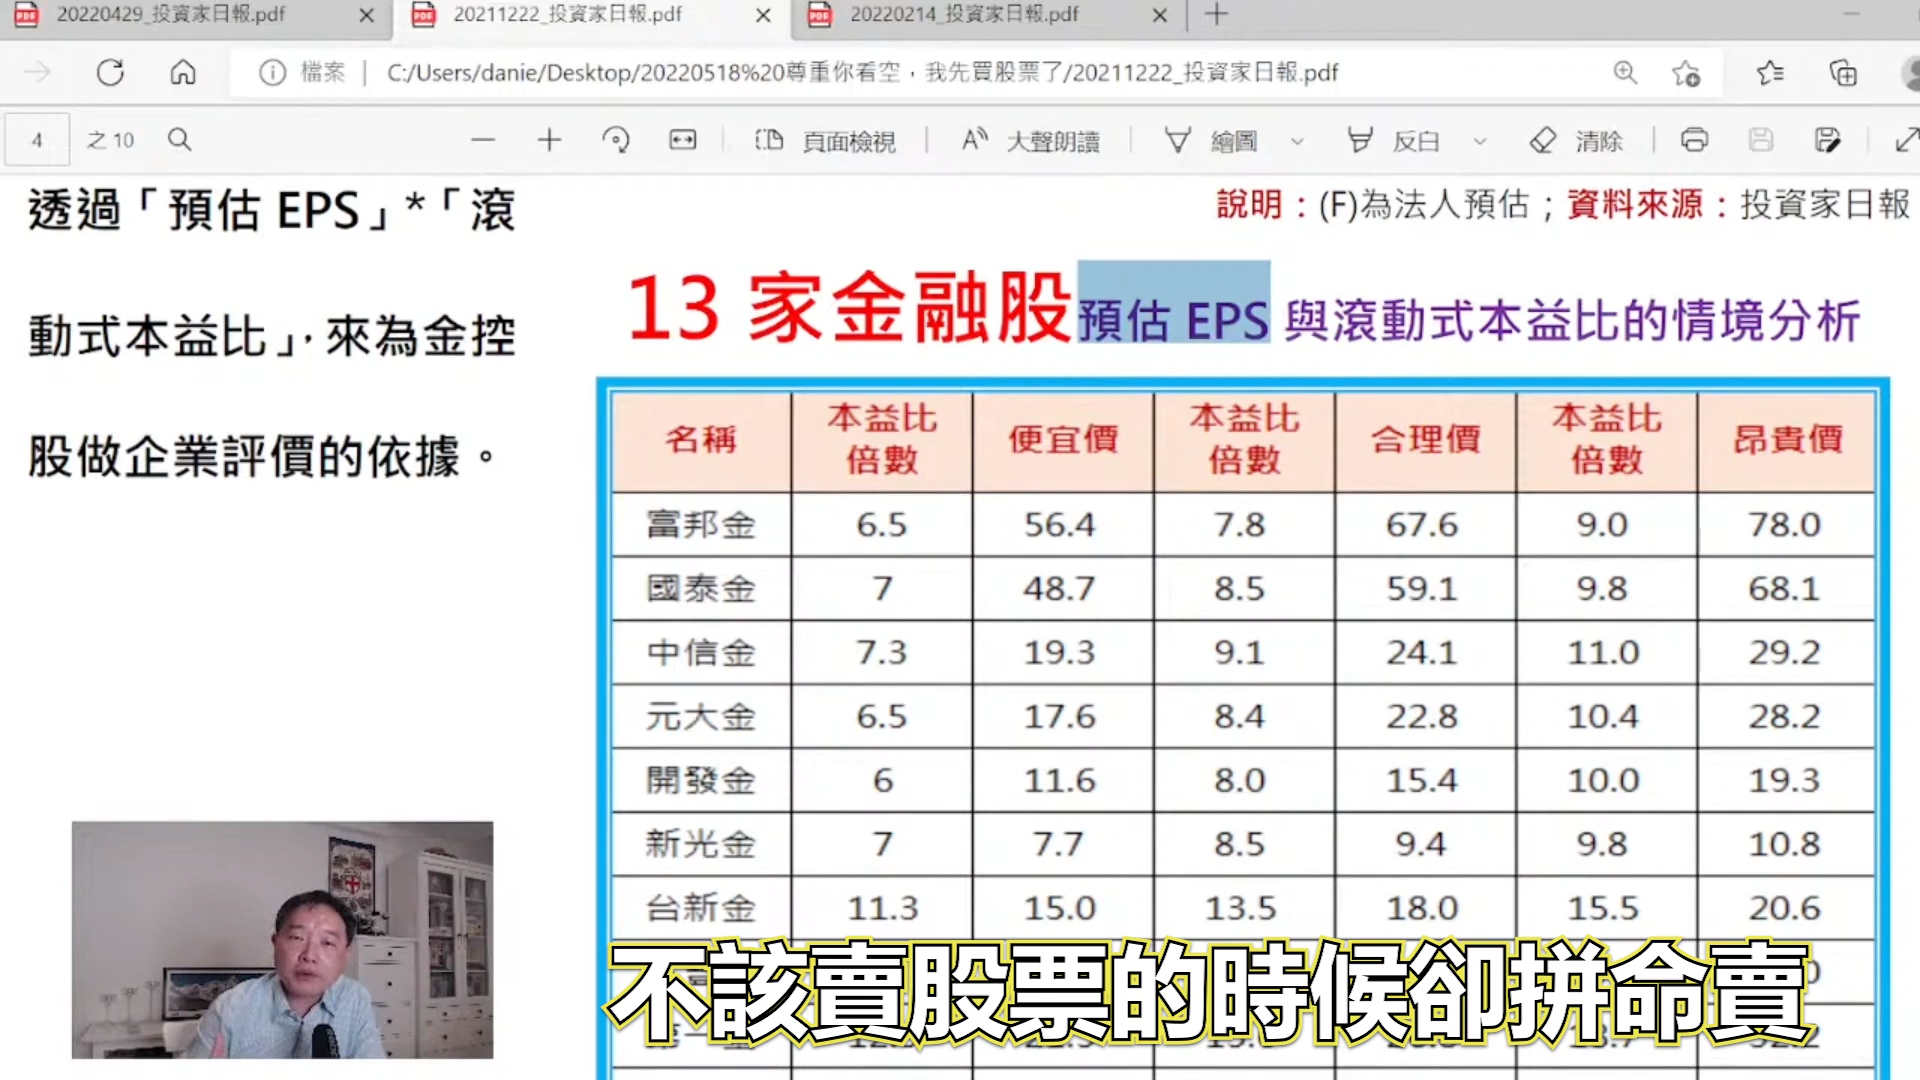 20220429_投資家日報.pdf
20211222_投資家日報.pdf
20220214_投資家日報.pdf
檔案 | C:/Users/danie/Desktop/20220518%20尊重你看空，我先買股票了/20211222_投資家日報.pdf
4 之 10 頁面檢視 大聲朗讀 繪圖 反白 清除
透過「預估 EPS」*「滾
動式本益比」，來為金控
股做企業評價的依據。
說明：(F)為法人預估；資料來源：投資家日報
13 家金融股預估 EPS 與滾動式本益比的情境分析
名稱 本益比倍數 便宜價 本益比倍數 合理價 本益比倍數 昂貴價
富邦金 6.5 56.4 7.8 67.6 9.0 78.0
國泰金 7 48.7 8.5 59.1 9.8 68.1
中信金 7.3 19.3 9.1 24.1 11.0 29.2
元大金 6.5 17.6 8.4 22.8 10.4 28.2
開發金 6 11.6 8.0 15.4 10.0 19.3
新光金 7 7.7 8.5 9.4 9.8 10.8
台新金 11.3 15.0 13.5 18.0 15.5 20.6
不該賣股票的時候卻拼命賣